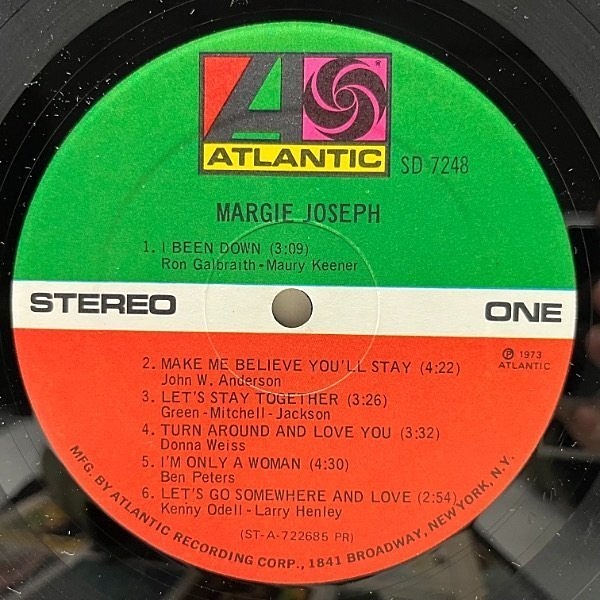 ATLANTIC
SD 7248
MARGIE JOSEPH
1. I BEEN DOWN (3:09)
Ron Galbraith-Maury Keener
STEREO
ONE
℗ 1973
ATLANTIC
2. MAKE ME BELIEVE YOU'LL STAY (4:22)
John W. Anderson
3. LET'S STAY TOGETHER (3:26)
Green-Mitchell-Jackson
4. TURN AROUND AND LOVE YOU (3:32)
Donna Weiss
5. I'M ONLY A WOMAN (4:30)
Ben Peters
6. LET'S GO SOMEWHERE AND LOVE (2:54)
Kenny Odell-Larry Henley
(ST-A-722685 PR)
MFG. BY ATLANTIC RECORDING CORP., 1841 BROADWAY, NEW YORK, N.Y.